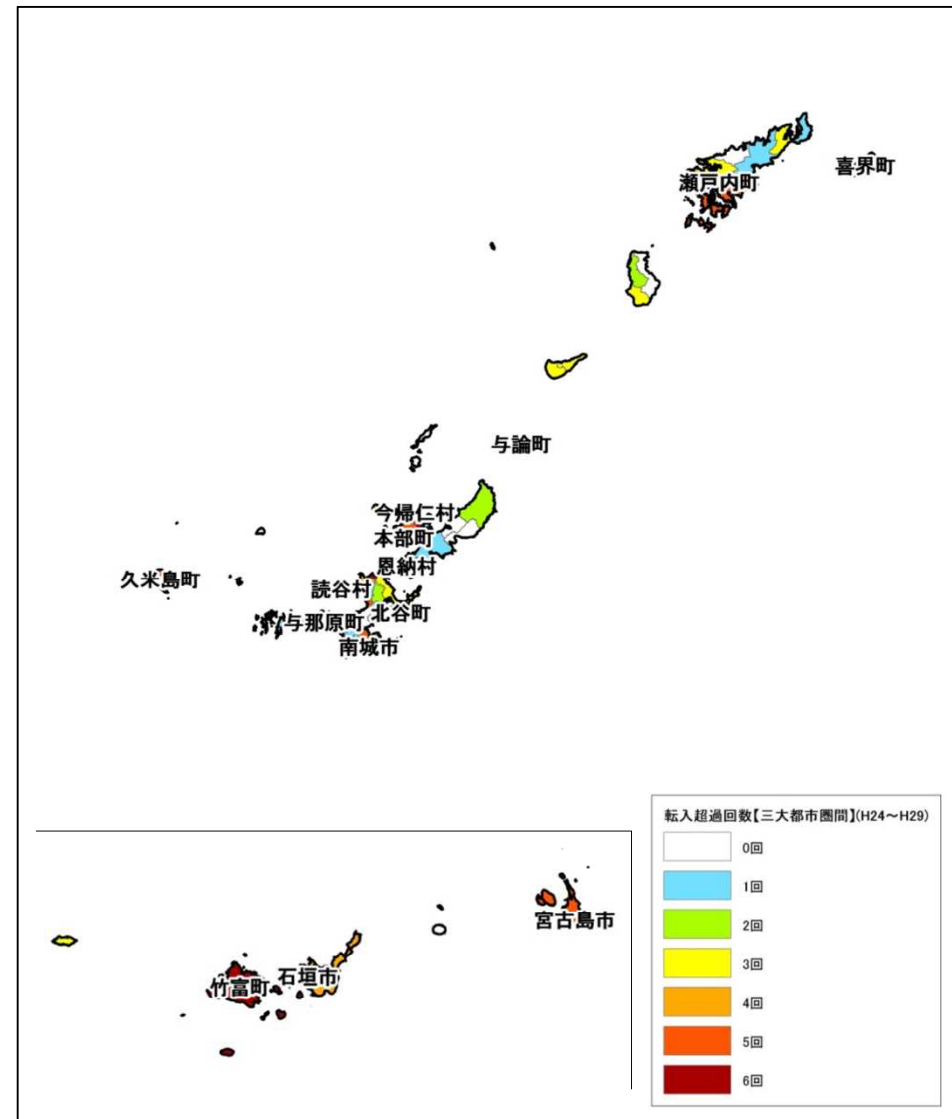 喜界町
瀬戸内町
与論町
今帰仁村
本部町
恩納村
久米島町
読谷村
北谷町
与那原町
南城市
転入超過回数【三大都市圏間】(H24～H29)
0回
1回
2回
3回
4回
5回
6回
宮古島市
石垣市
竹富町